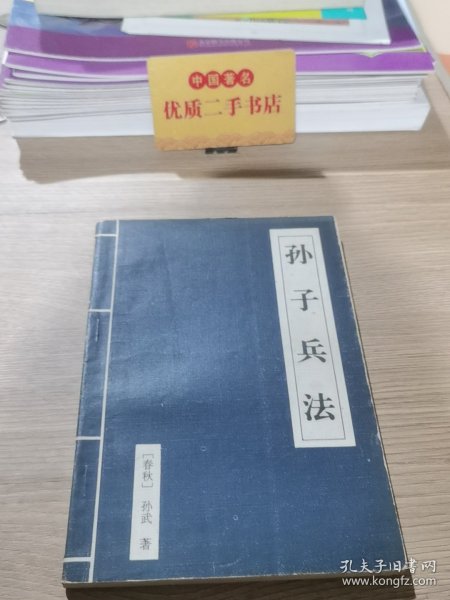 中国著名
优质二手书店
孙子兵法
［春秋］ 孙武 著
孔夫子旧书网
www.kongfz.com